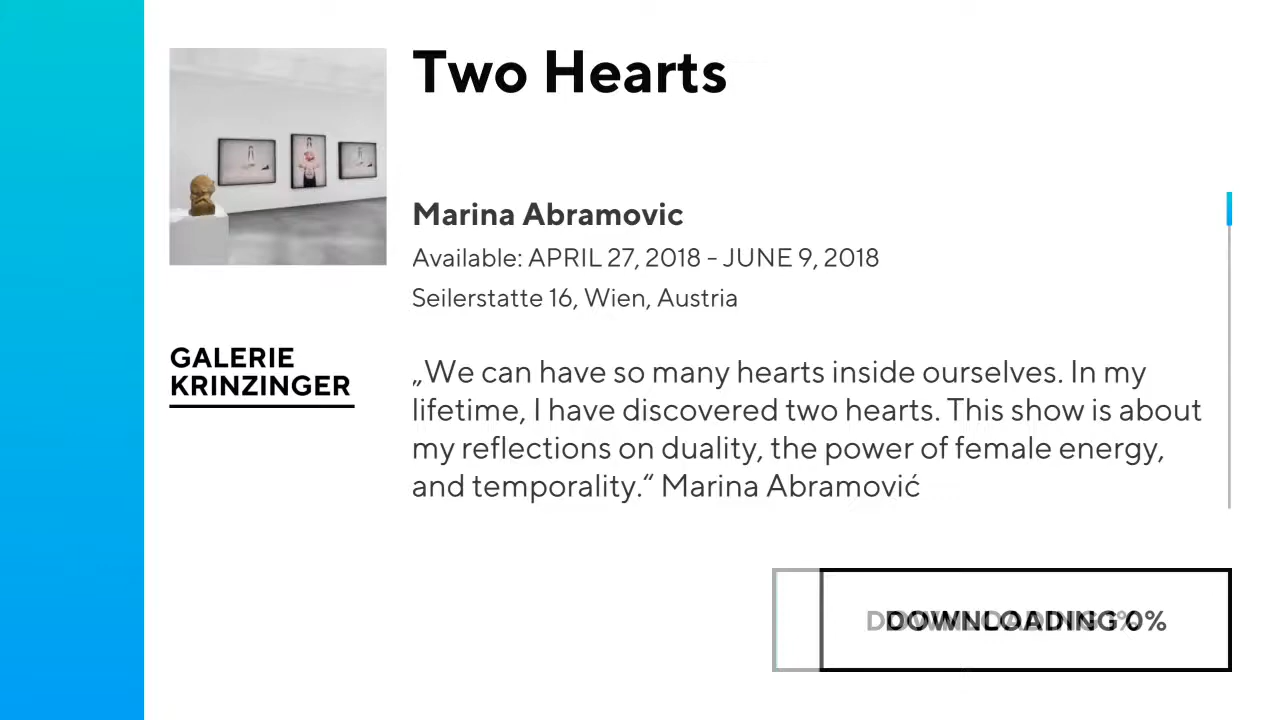 Two Hearts
Marina Abramovic
Available: APRIL 27, 2018 - JUNE 9, 2018
Seilerstatte 16, Wien, Austria
GALERIE
KRINZINGER
„We can have so many hearts inside ourselves. In my
lifetime, I have discovered two hearts. This show is about
my reflections on duality, the power of female energy,
and temporality.“ Marina Abramović
DOWNLOADING 0%